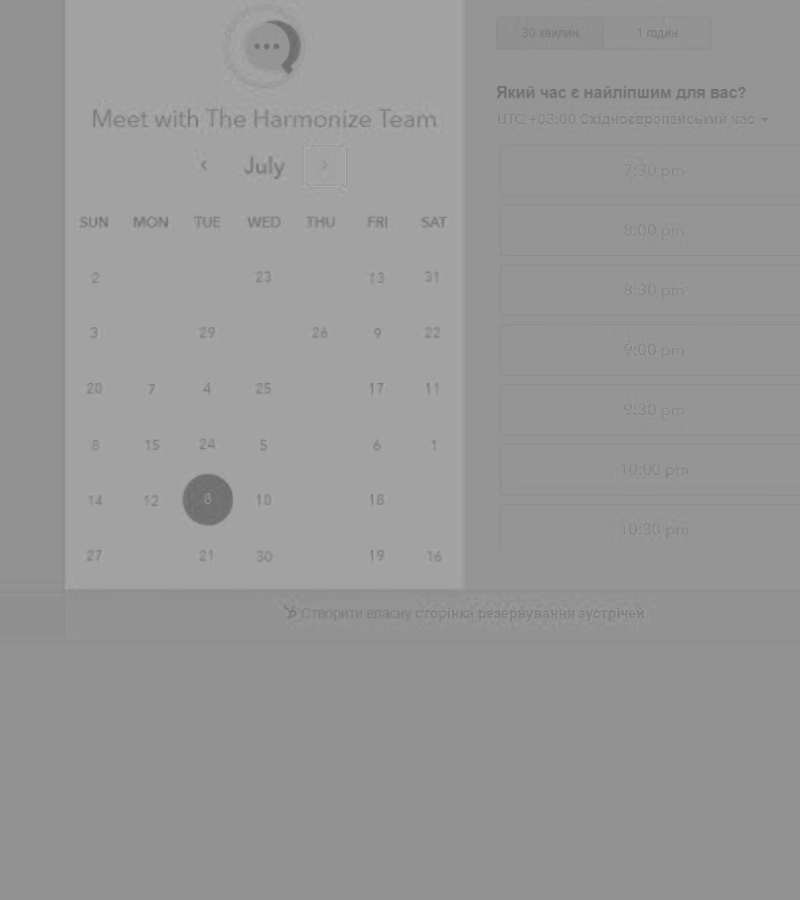 30 хвилин 1 годин
Який час є найліпшим для вас?
UTC +03:00 Східноєвропейський час
Meet with The Harmonize Team
July
SUN MON TUE WED THU FRI SAT
2 23 13 31
3 29 26 9 22
20 7 4 25 17 11
8 15 24 5 6 1
14 12 8 10 18
27 21 30 19 16
7:30 pm
8:00 pm
8:30 pm
9:00 pm
9:30 pm
10:00 pm
10:30 pm
Створити власну сторінка резервування зустрічей